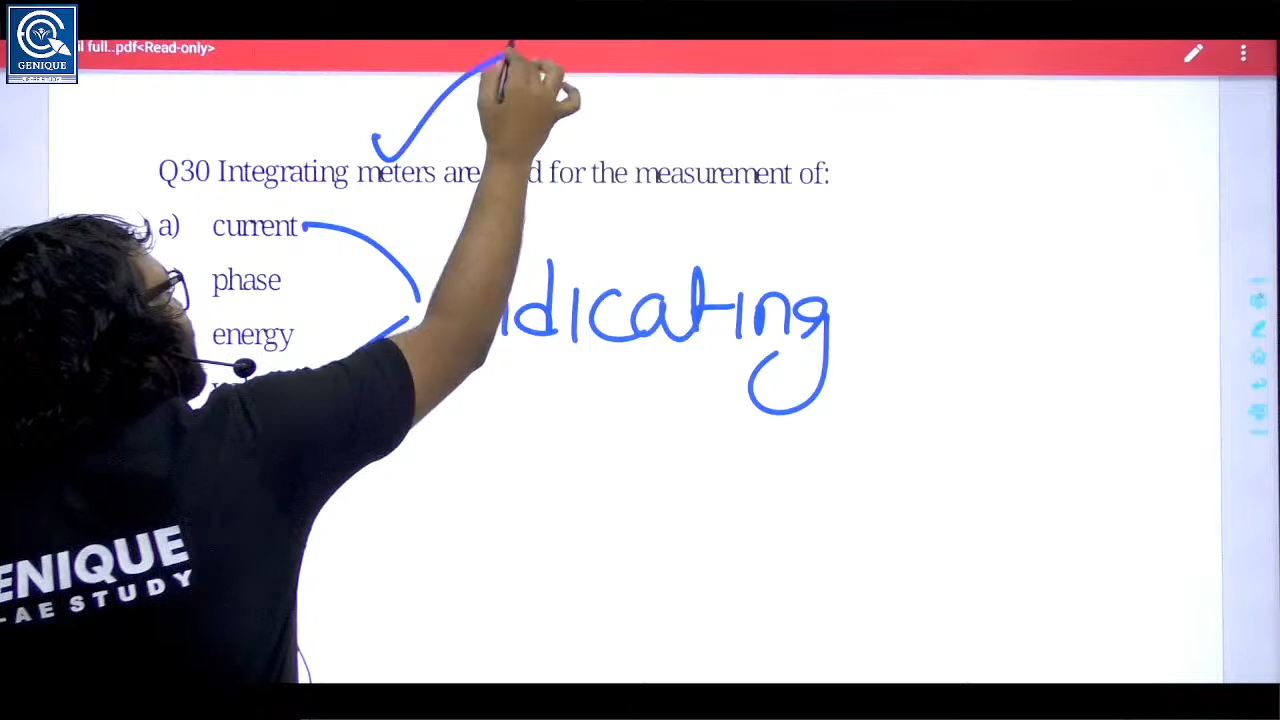 GENIQUE
il full..pdf<Read-only>
Q30 Integrating meters are for the measurement of:
a) current
phase
energy
dicating
GENIQUE
AE STUDY